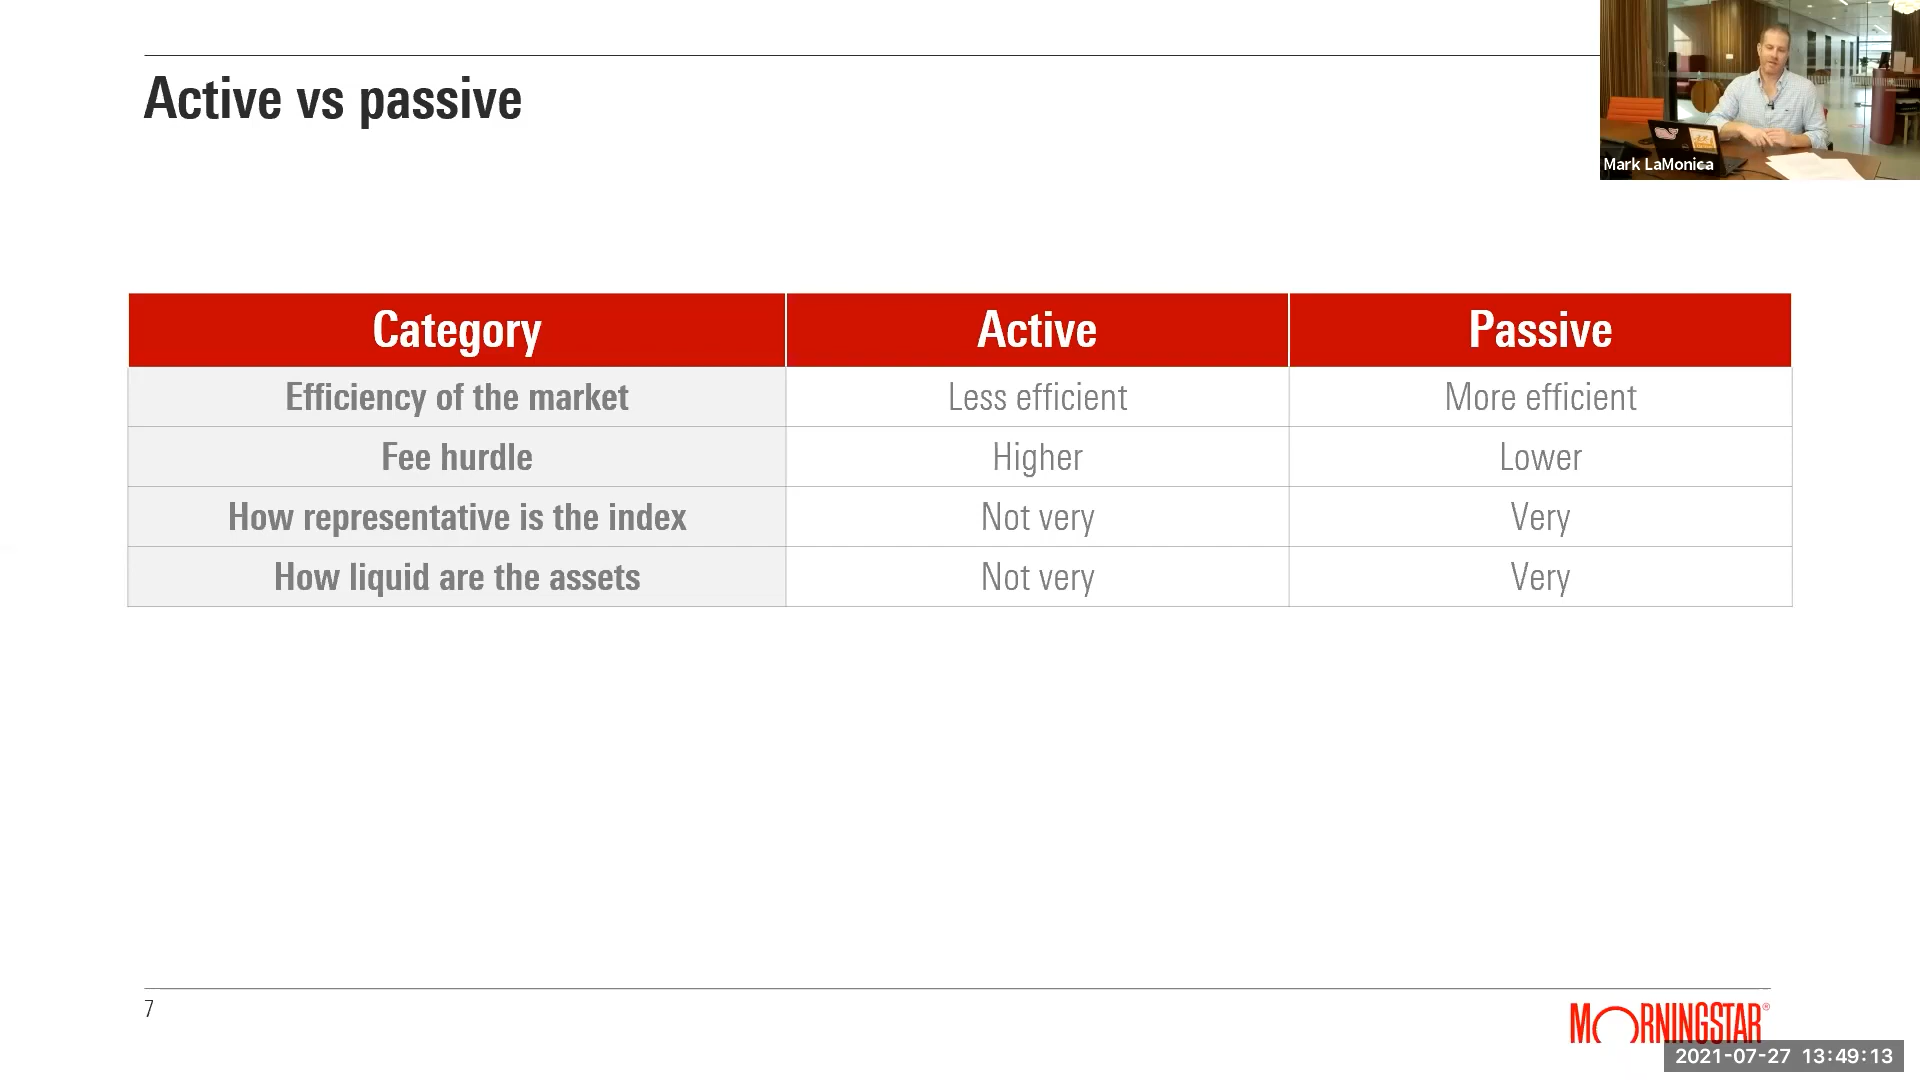 Active vs passive
Mark LaMonica
Category Active Passive
Efficiency of the market Less efficient More efficient
Fee hurdle Higher Lower
How representative is the index Not very Very
How liquid are the assets Not very Very
7
MORNINGSTAR®
2021-07-27 13:49:13